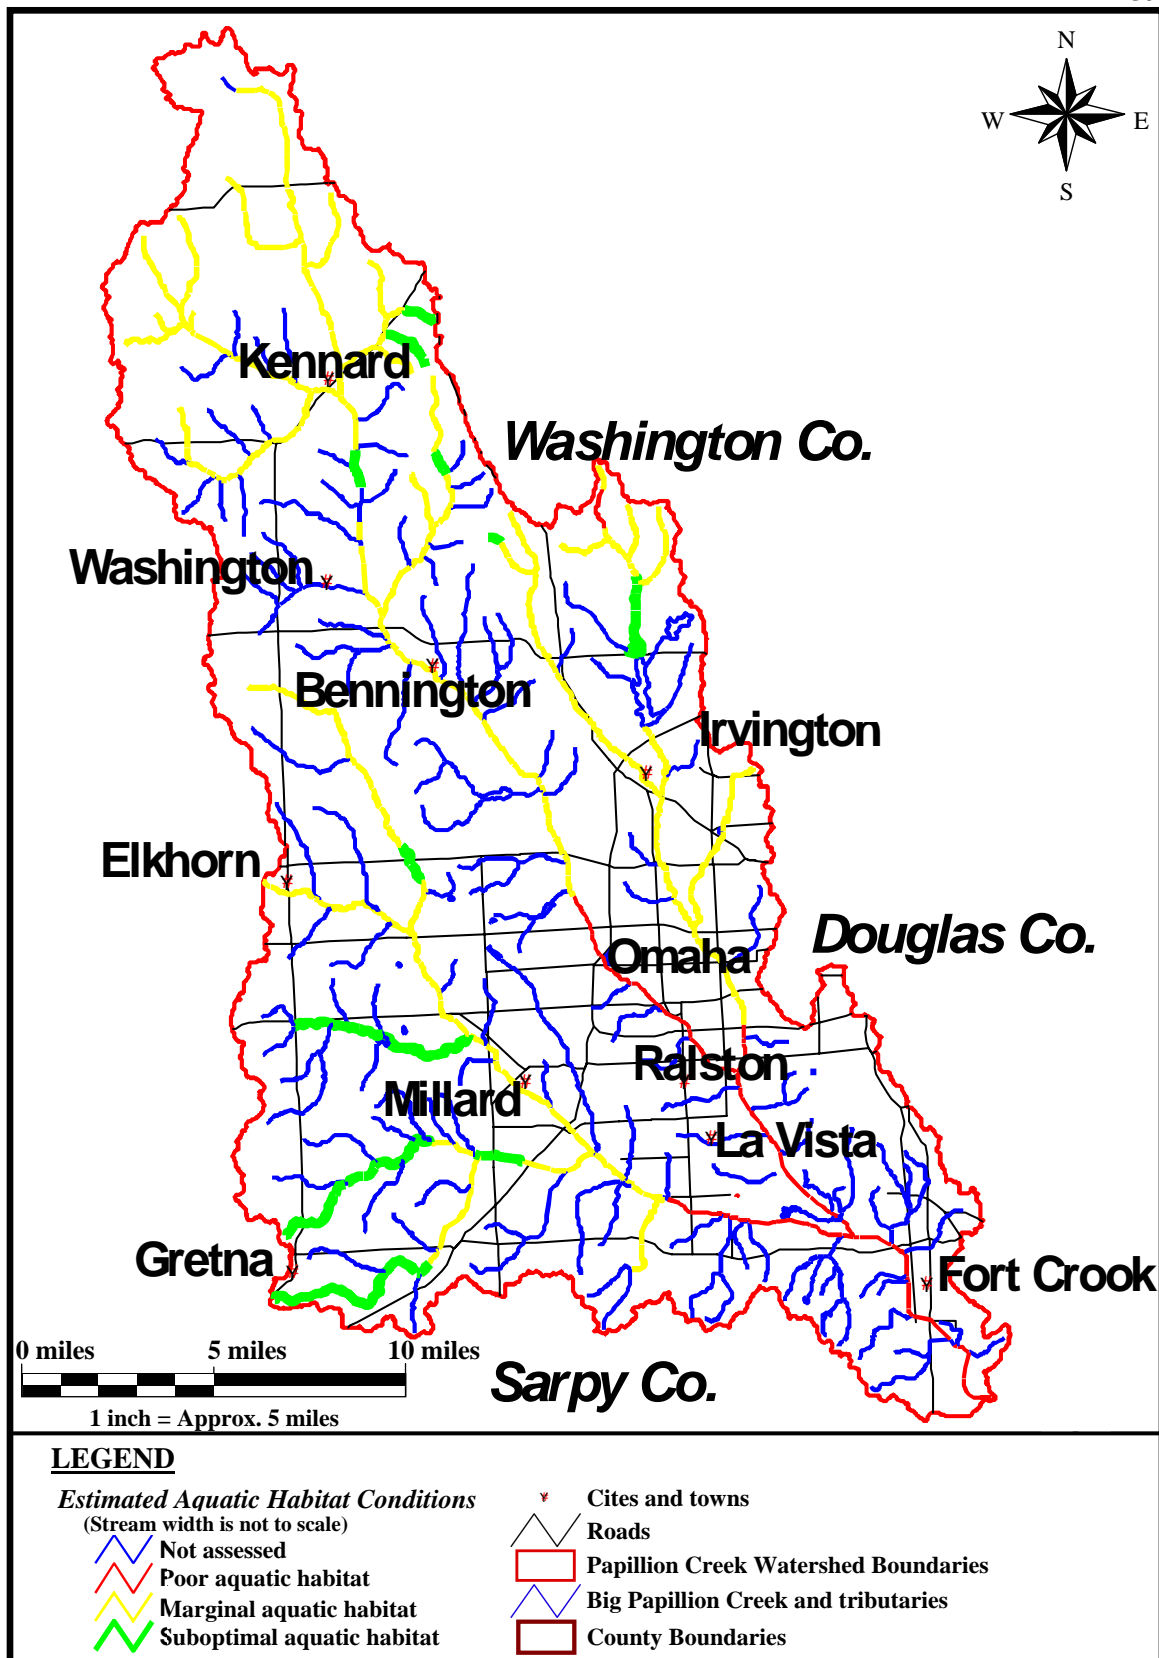 N
W E
S
Kennard
Washington Co.
Washington
Bennington
Irvington
Elkhorn
Douglas Co.
Omaha
Ralston
Millard
La Vista
Gretna
Fort Crook
0 miles 5 miles 10 miles
Sarpy Co.
1 inch = Approx. 5 miles
LEGEND
Estimated Aquatic Habitat Conditions
(Stream width is not to scale)
Not assessed
Poor aquatic habitat
Marginal aquatic habitat
Suboptimal aquatic habitat
Cites and towns
Roads
Papillion Creek Watershed Boundaries
Big Papillion Creek and tributaries
County Boundaries